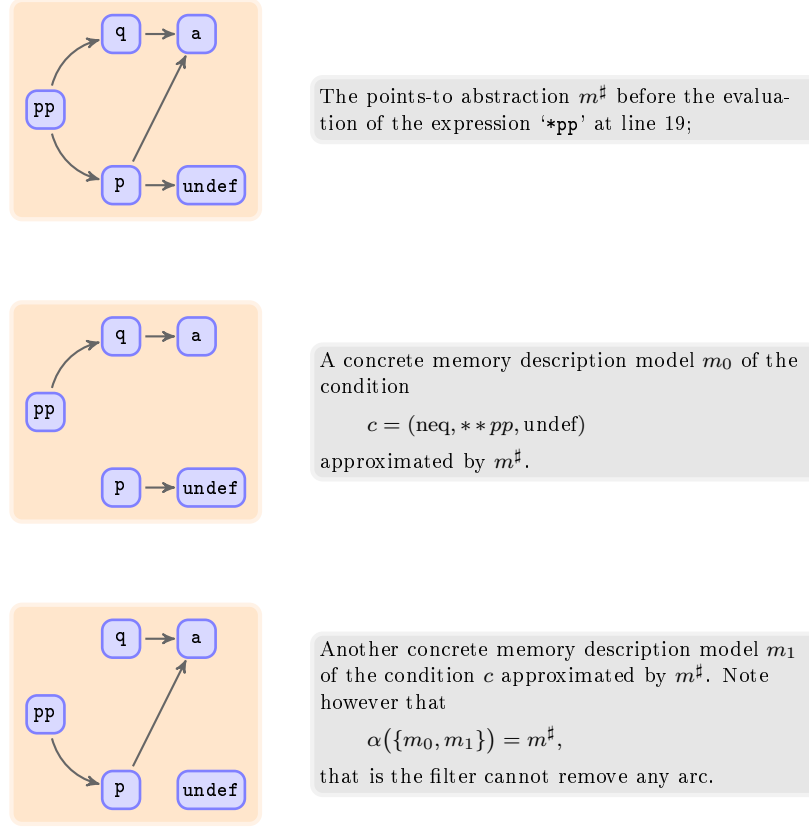 q
a
pp
p
undef
The points-to abstraction m♯ before the evalua-
tion of the expression ‘*pp’ at line 19;
q
a
pp
p
undef
A concrete memory description model m₀ of the
condition
c = (neq, ∗ ∗ pp, undef)
approximated by m♯.
q
a
pp
p
undef
Another concrete memory description model m₁
of the condition c approximated by m♯. Note
however that
α({m₀, m₁}) = m♯,
that is the filter cannot remove any arc.